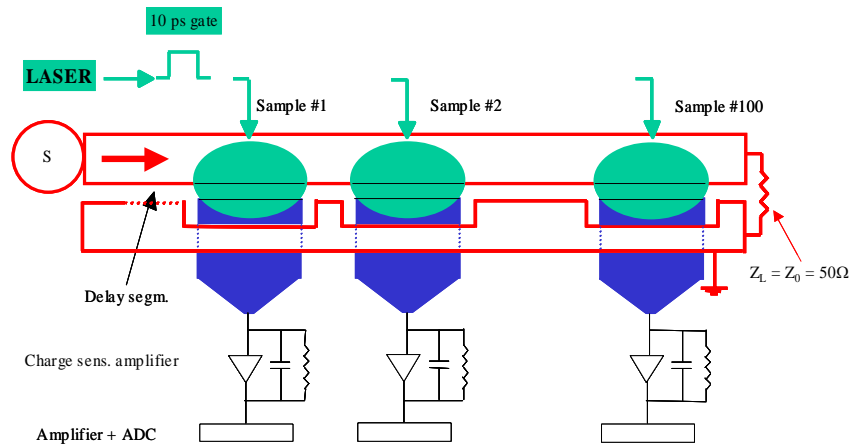 10 ps gate
LASER
Sample #1
Sample #2
Sample #100
S
Delay segm.
Z_L = Z_0 = 50Ω
Charge sens. amplifier
Amplifier + ADC